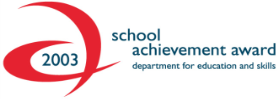 2003
school
achievement award
department for education and skills